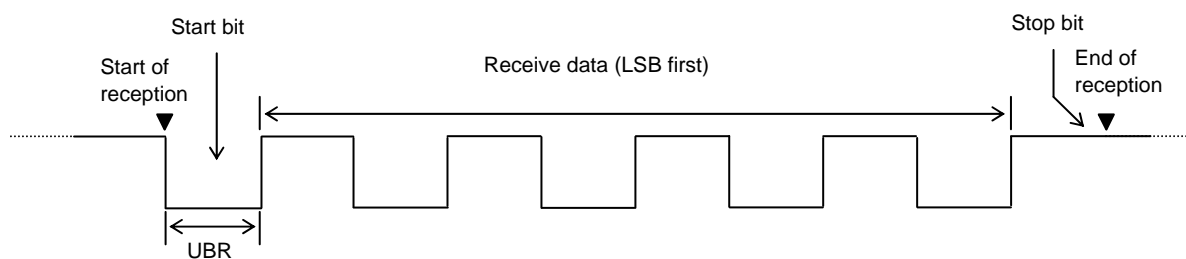 Start bit
Stop bit
Start of
reception
Receive data (LSB first)
End of
reception
UBR